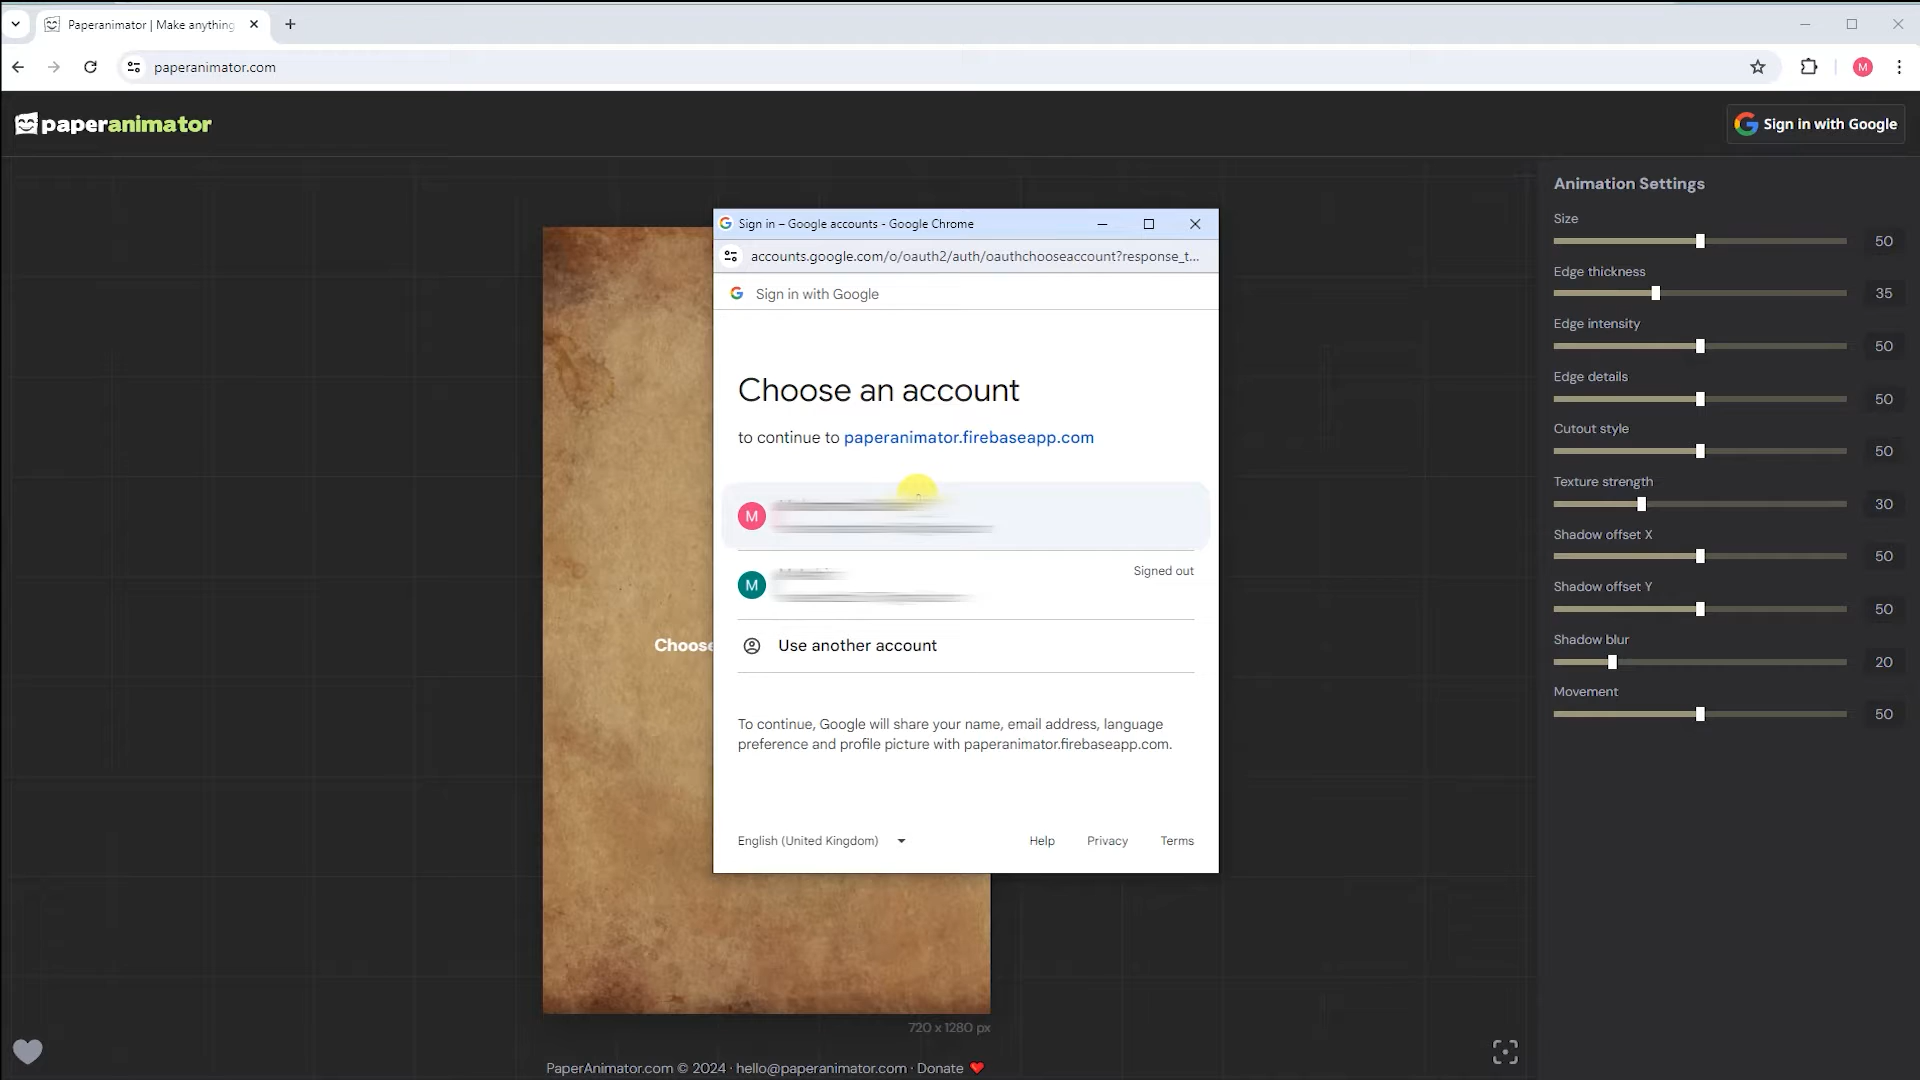 Paperanimator | Make anything
paperanimator.com
M
paperanimator
Sign in with Google
Animation Settings
Size
50
Edge thickness
35
Edge intensity
50
Edge details
50
Cutout style
50
Texture strength
30
Shadow offset X
50
Shadow offset Y
50
Shadow blur
20
Movement
50
Sign in – Google accounts - Google Chrome
accounts.google.com/o/oauth2/auth/oauthchooseaccount?response_t...
Sign in with Google
Choose an account
to continue to paperanimator.firebaseapp.com
M
M
Signed out
Use another account
To continue, Google will share your name, email address, language
preference and profile picture with paperanimator.firebaseapp.com.
English (United Kingdom)
Help
Privacy
Terms
Choose
720 x 1280 px
PaperAnimator.com © 2024 · hello@paperanimator.com · Donate ❤️